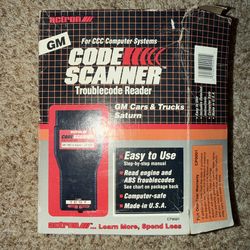 actron
For CCC Computer Systems
GM
CODE
SCANNER
Troublecode Reader
GM Cars & Trucks
Saturn
Easy to Use
Step-by-step manual
Read engine and
ABS troublecodes
See chart on package back
Computer-safe
Made in U.S.A.
CP9001
actron... Learn More, Spend Less